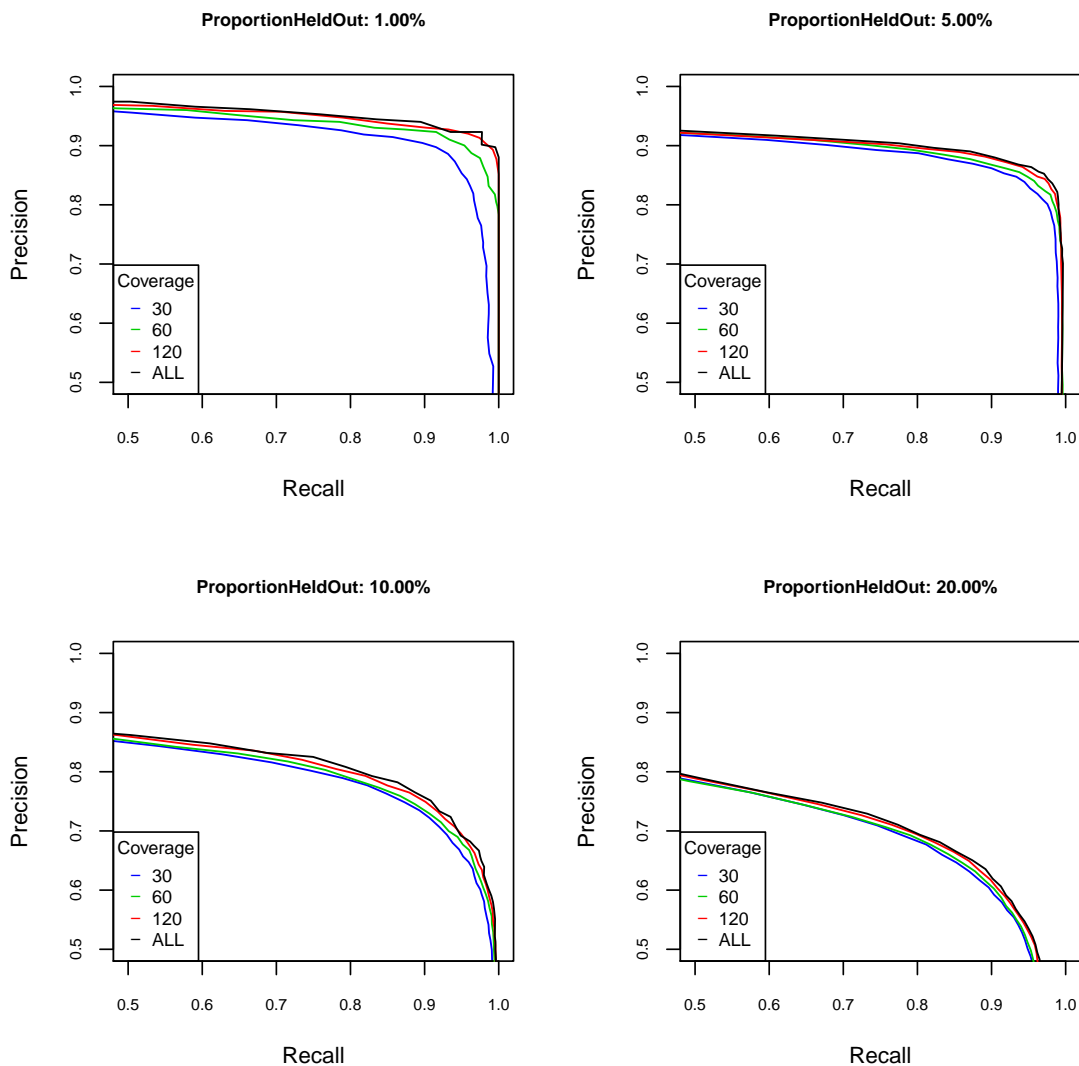 ProportionHeldOut: 1.00%
Precision
1.0
0.9
0.8
0.7
0.6
0.5
Coverage
30
60
120
ALL
0.5 0.6 0.7 0.8 0.9 1.0
Recall
ProportionHeldOut: 5.00%
Precision
1.0
0.9
0.8
0.7
0.6
0.5
Coverage
30
60
120
ALL
0.5 0.6 0.7 0.8 0.9 1.0
Recall
ProportionHeldOut: 10.00%
Precision
1.0
0.9
0.8
0.7
0.6
0.5
Coverage
30
60
120
ALL
0.5 0.6 0.7 0.8 0.9 1.0
Recall
ProportionHeldOut: 20.00%
Precision
1.0
0.9
0.8
0.7
0.6
0.5
Coverage
30
60
120
ALL
0.5 0.6 0.7 0.8 0.9 1.0
Recall